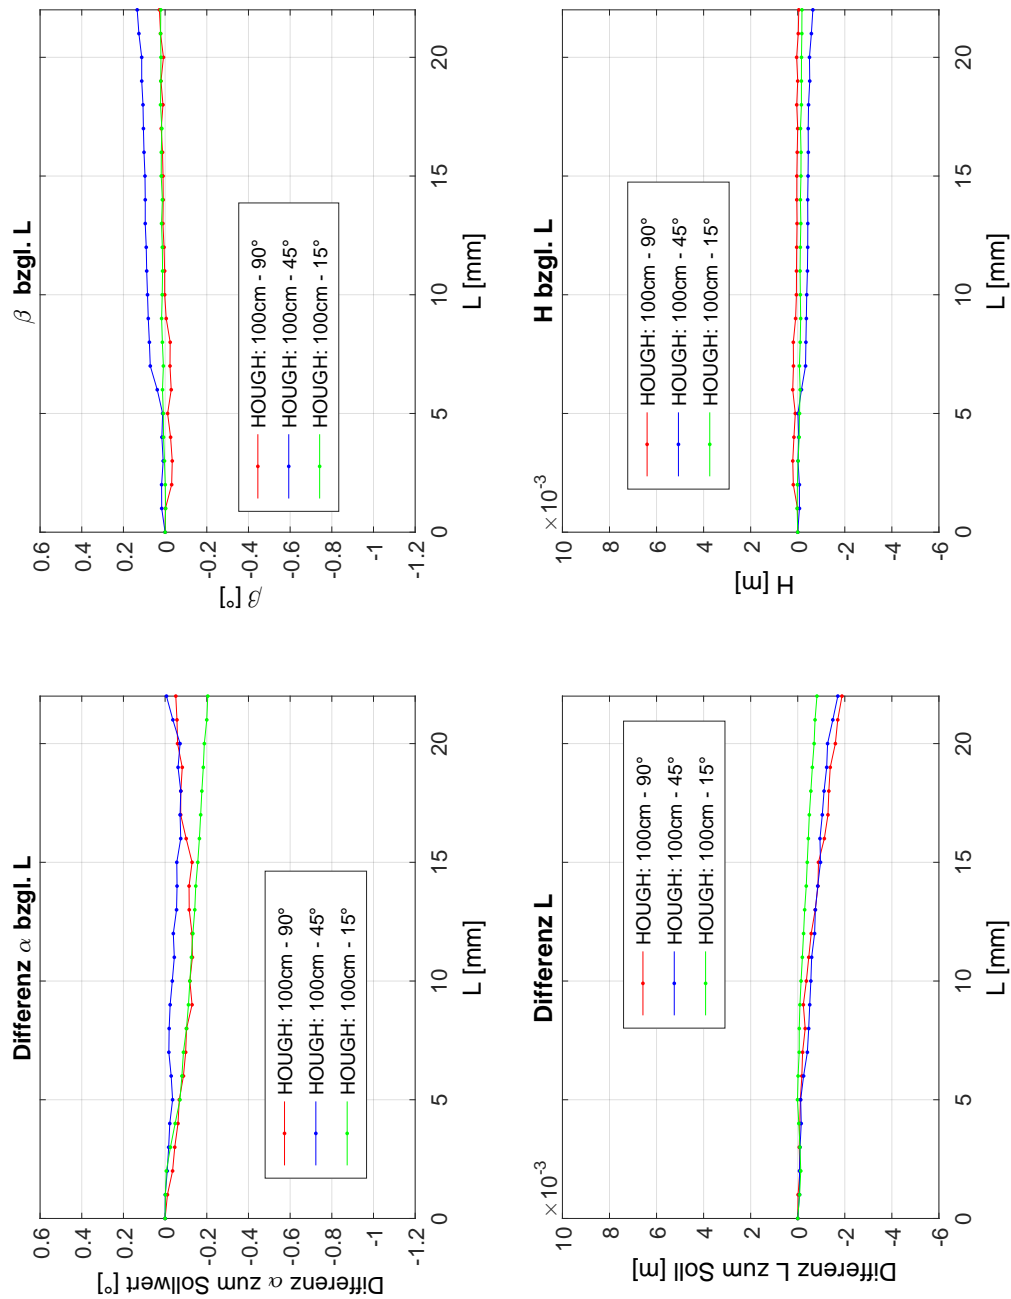 Differenz α bzgl. L
Differenz α zum Sollwert [°]
0.6
0.4
0.2
0
-0.2
-0.4
-0.6
-0.8
-1
-1.2
0
5
10
15
20
L [mm]
HOUGH: 100cm - 90°
HOUGH: 100cm - 45°
HOUGH: 100cm - 15°
β bzgl. L
β [°]
0.6
0.4
0.2
0
-0.2
-0.4
-0.6
-0.8
-1
-1.2
0
5
10
15
20
L [mm]
HOUGH: 100cm - 90°
HOUGH: 100cm - 45°
HOUGH: 100cm - 15°
Differenz L
×10⁻³
Differenz L zum Soll [m]
10
8
6
4
2
0
-2
-4
-6
0
5
10
15
20
L [mm]
HOUGH: 100cm - 90°
HOUGH: 100cm - 45°
HOUGH: 100cm - 15°
H bzgl. L
×10⁻³
H [m]
10
8
6
4
2
0
-2
-4
-6
0
5
10
15
20
L [mm]
HOUGH: 100cm - 90°
HOUGH: 100cm - 45°
HOUGH: 100cm - 15°